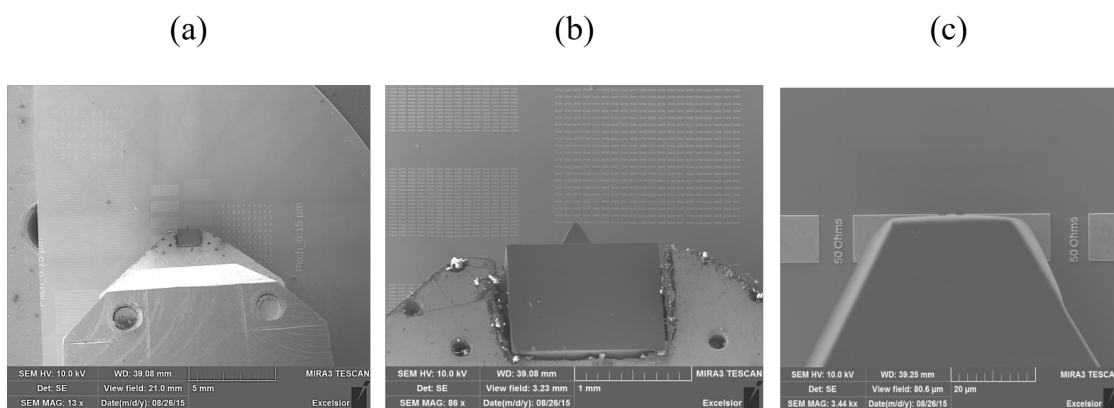 (a)
(b)
(c)
Pitch_6.15 µm
50 Ohms
50 Ohms
SEM HV: 10.0 kV WD: 39.08 mm MIRA3 TESCAN
Det: SE View field: 21.0 mm 5 mm
SEM MAG: 13 x Date(m/d/y): 08/26/15 Excelsior
SEM HV: 10.0 kV WD: 39.08 mm MIRA3 TESCAN
Det: SE View field: 3.23 mm 1 mm
SEM MAG: 86 x Date(m/d/y): 08/26/15 Excelsior
SEM HV: 10.0 kV WD: 39.25 mm MIRA3 TESCAN
Det: SE View field: 80.6 µm 20 µm
SEM MAG: 3.44 kx Date(m/d/y): 08/26/15 Excelsior